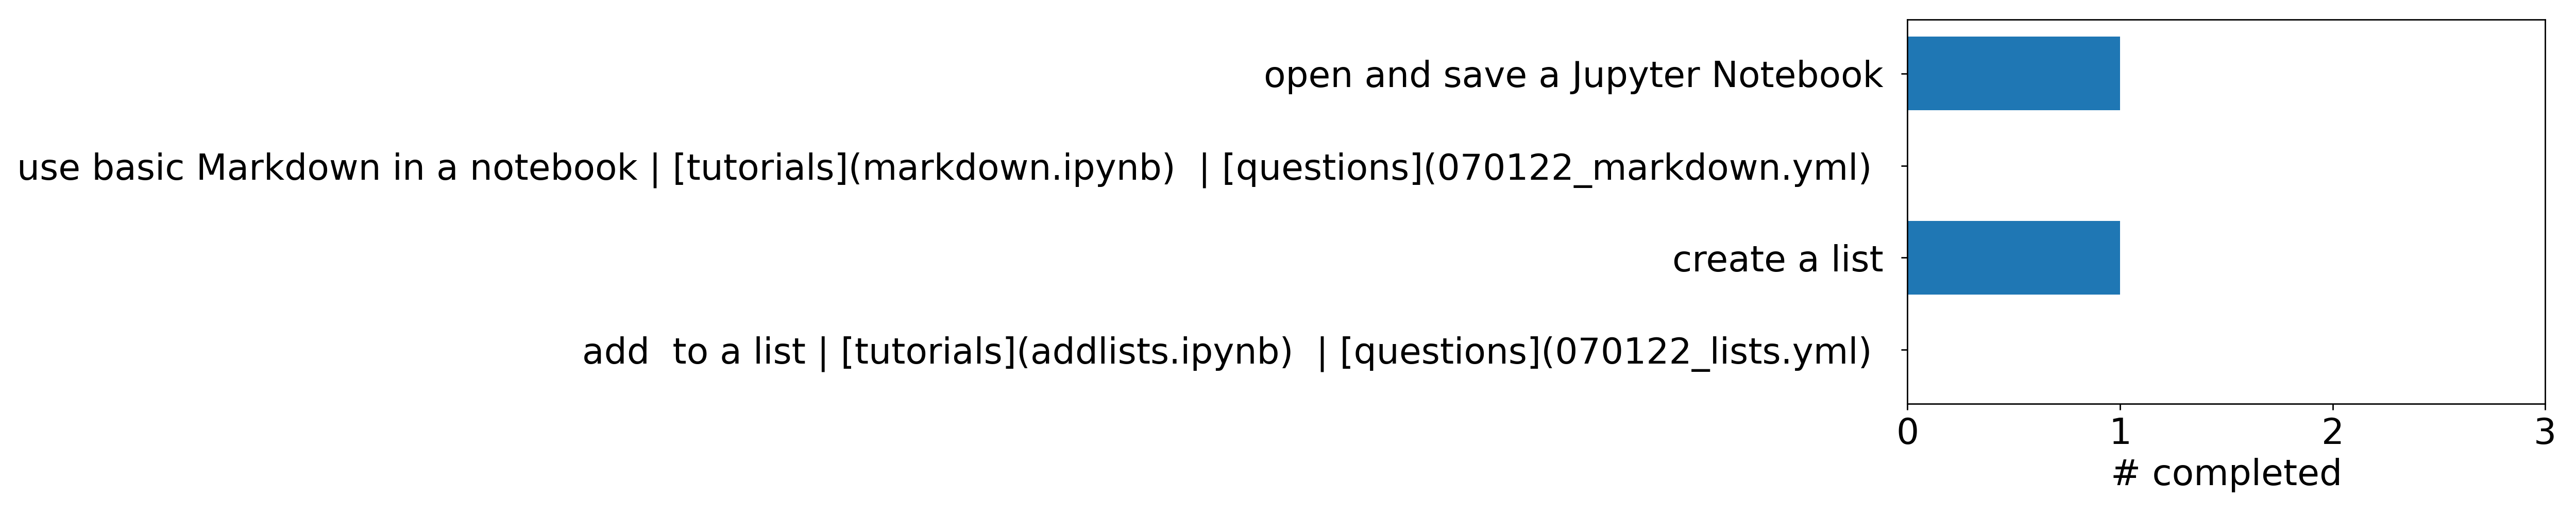 open and save a Jupyter Notebook
use basic Markdown in a notebook | [tutorials](markdown.ipynb)  | [questions](070122_markdown.yml)
create a list
add  to a list | [tutorials](addlists.ipynb)  | [questions](070122_lists.yml)
0 1 2 3
# completed